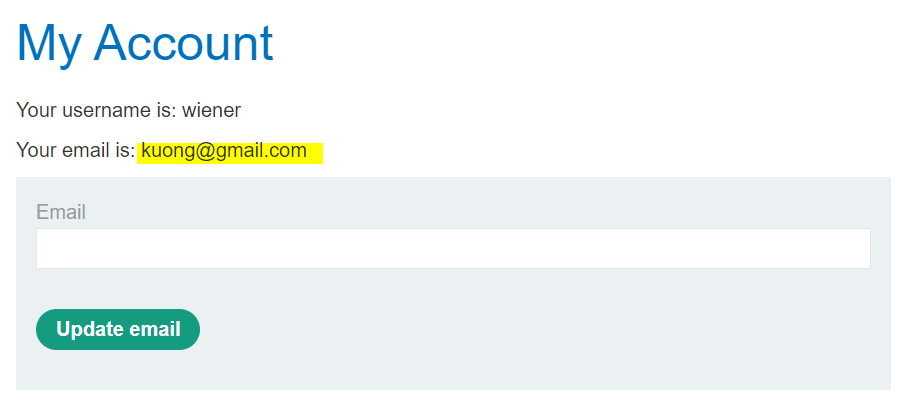 My Account
Your username is: wiener
Your email is: kuong@gmail.com
Email
Update email